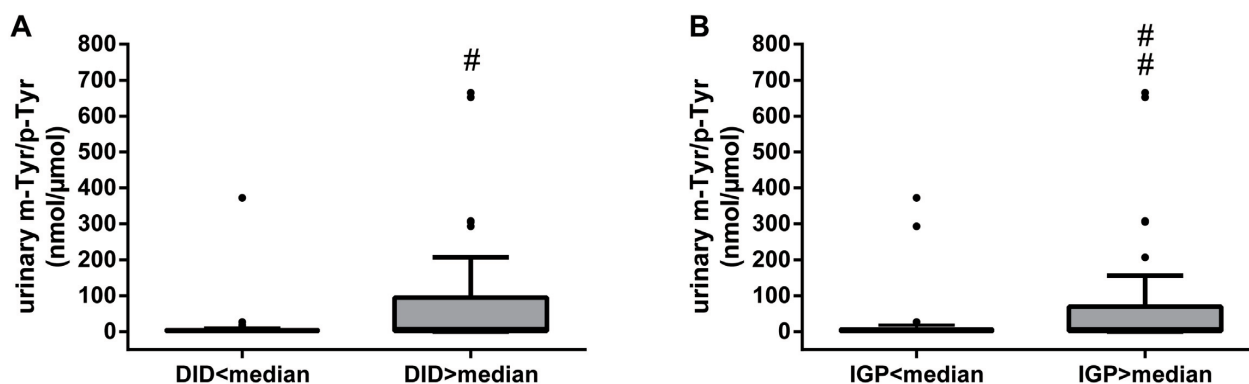 A
urinary m-Tyr/p-Tyr
(nmol/µmol)
800
700
600
500
400
300
200
100
0
#
DID<median
DID>median
B
urinary m-Tyr/p-Tyr
(nmol/µmol)
800
700
600
500
400
300
200
100
0
#
#
IGP<median
IGP>median